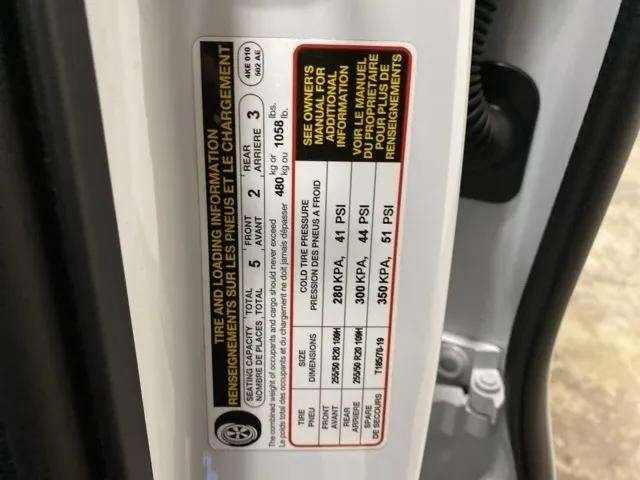 TIRE AND LOADING INFORMATION
RENSEIGNEMENTS SUR LES PNEUS ET LE CHARGEMENT
SEATING CAPACITY TOTAL 5 FRONT 2 REAR 3
NOMBRE DE PLACES TOTAL AVANT ARRIERE
4KE 010
502 AE
The combined weight of occupants and cargo should never exceed 480 kg or 1058 lbs.
Le poids total des occupants et du chargement ne doit jamais dépasser kg ou lb.
TIRE SIZE COLD TIRE PRESSURE
PNEU DIMENSIONS PRESSION DES PNEUS A FROID
FRONT
AVANT 255/50 R20 109H 280 KPA, 41 PSI
REAR
ARRIERE 255/50 R20 109H 300 KPA, 44 PSI
SPARE
DE SECOURS T185/70-19 350 KPA, 51 PSI
SEE OWNER'S
MANUAL FOR
ADDITIONAL
INFORMATION
VOIR LE MANUEL
DU PROPRIETAIRE
POUR PLUS DE
RENSEIGNEMENTS